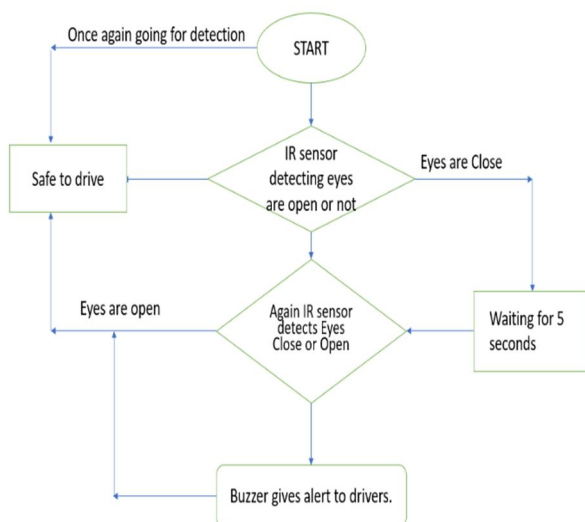 Once again going for detection
START
IR sensor
detecting eyes
are open or not
Safe to drive
Eyes are Close
Eyes are open
Again IR sensor
detects Eyes
Close or Open
Waiting for 5
seconds
Buzzer gives alert to drivers.